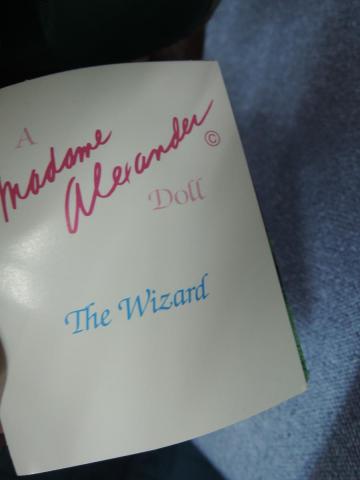 A
Madame
Alexander ©
Doll
The Wizard